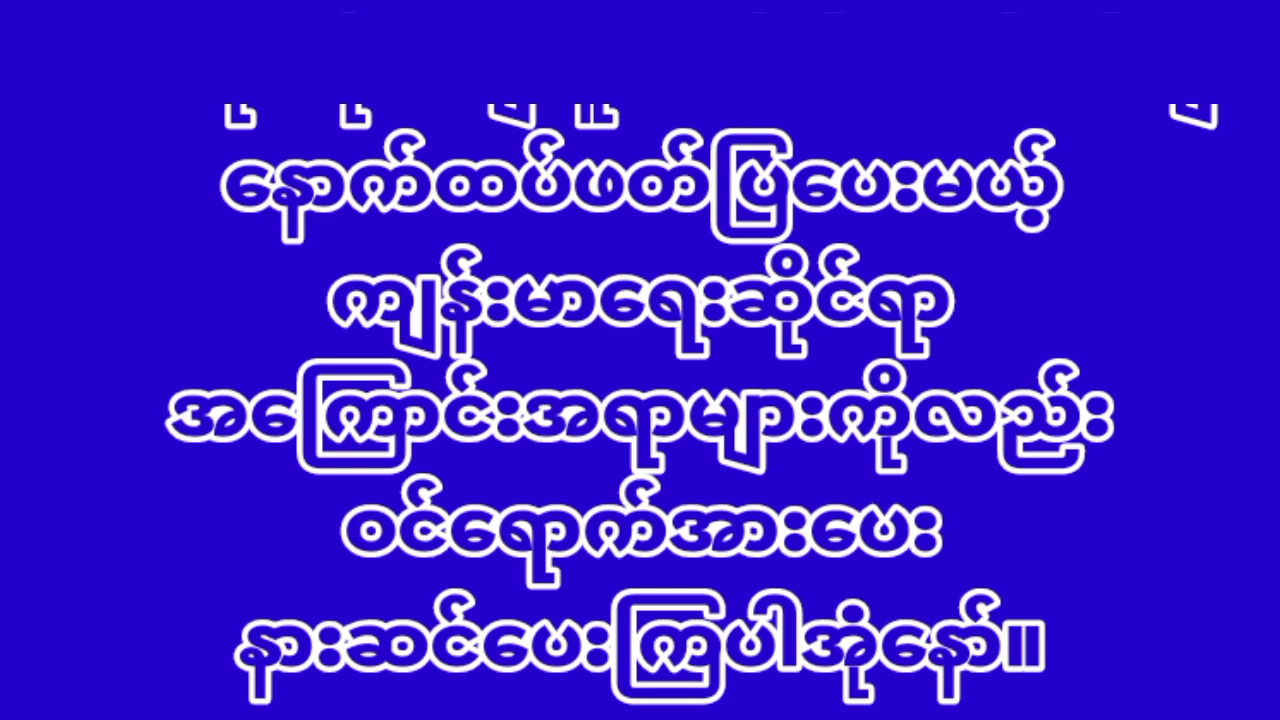 နောက်ထပ်ဖတ်ပြပေးမယ့်
ကျန်းမာရေးဆိုင်ရာ
အကြောင်းအရာများကိုလည်း
ဝင်ရောက်အားပေး
နားဆင်ပေးကြပါအုံနော်။